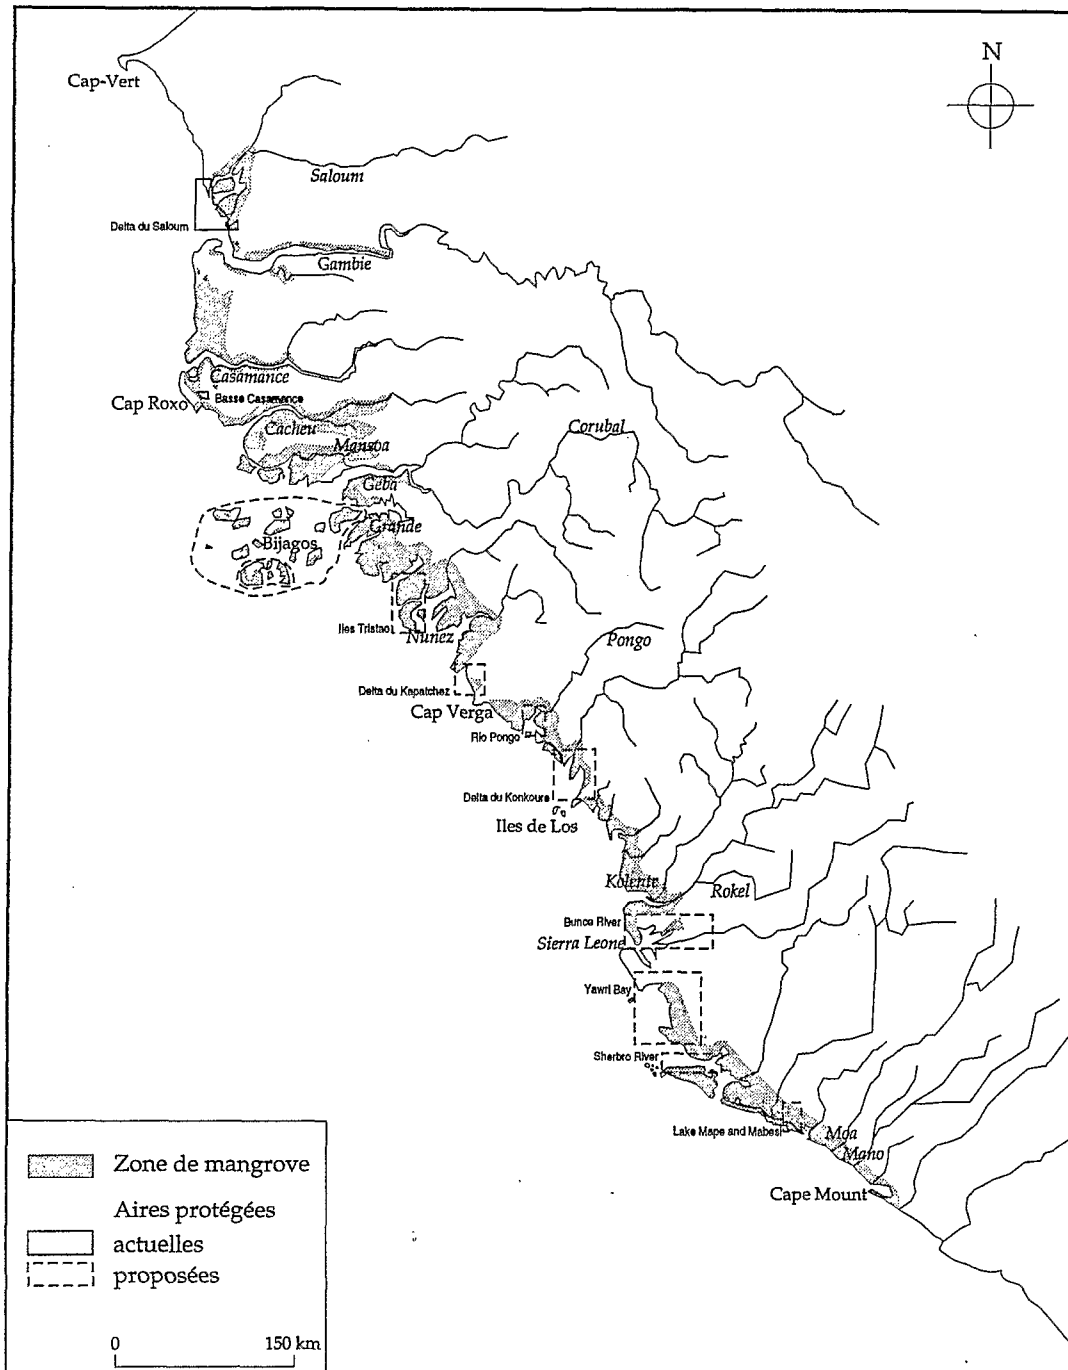 N
Cap-Vert
Saloum
Delta du Saloum
Gambie
Casamance
Basse Casamance
Cap Roxo
Cacheu
Corubal
Mansoa
Geba
Grande
Bijagos
Iles Tristao
Nunez
Pongo
Delta du Kapatchez
Cap Verga
Rio Pongo
Delta du Konkoure
Iles de Los
Kolente
Rokel
Bunce River
Sierra Leone
Yawri Bay
Sherbro River
Lake Mape and Mabesi
Moa
Mano
Cape Mount
Zone de mangrove
Aires protégées
actuelles
proposées
0 150 km